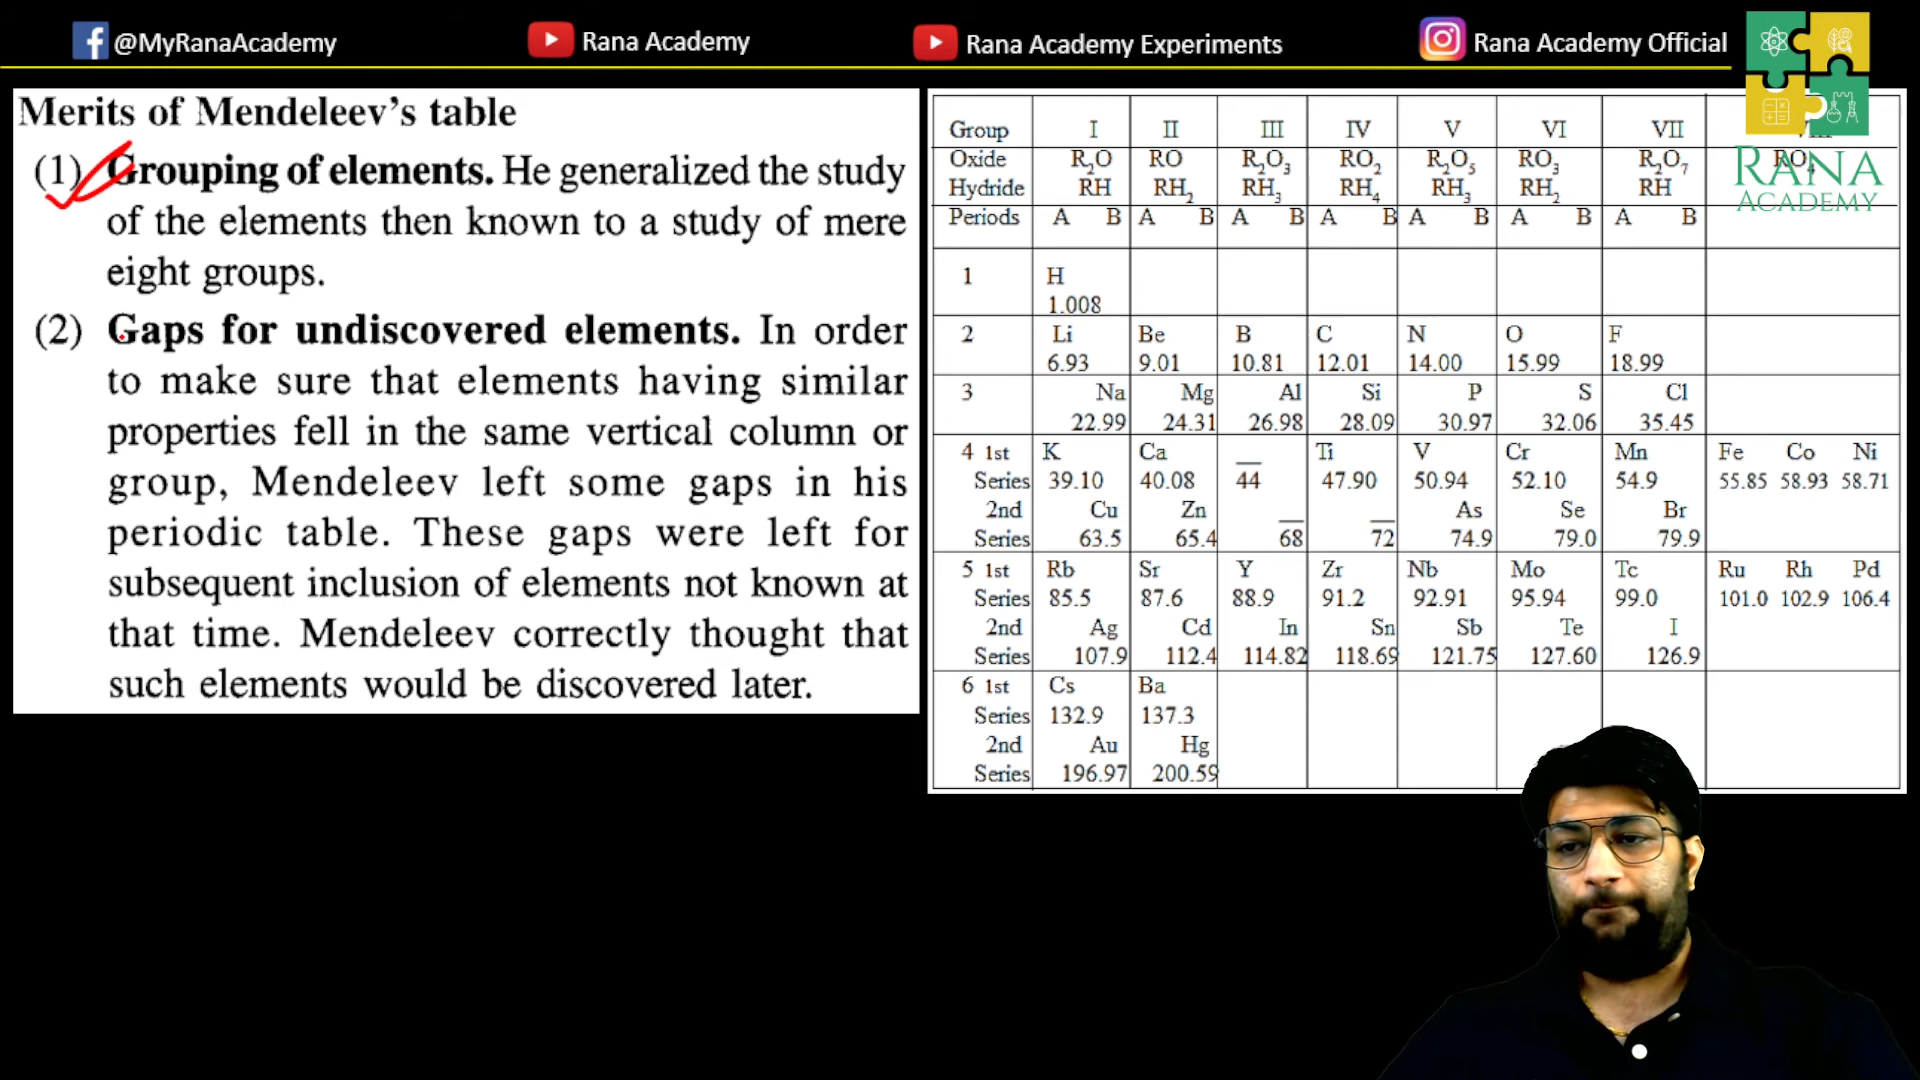 @MyRanaAcademy Rana Academy Rana Academy Experiments Rana Academy Official
Merits of Mendeleev's table
(1) Grouping of elements. He generalized the study
of the elements then known to a study of mere
eight groups.
(2) Gaps for undiscovered elements. In order
to make sure that elements having similar
properties fell in the same vertical column or
group, Mendeleev left some gaps in his
periodic table. These gaps were left for
subsequent inclusion of elements not known at
that time. Mendeleev correctly thought that
such elements would be discovered later.
Group I II III IV V VI VII
Oxide R₂O RO R₂O₃ RO₂ R₂O₅ RO₃ R₂O₇ RO₄
Hydride RH RH₂ RH₃ RH₄ RH₃ RH₂ RH
Periods A B A B A B A B A B A B A B
RANA
ACADEMY
1 H
1.008
2 Li Be B C N O F
6.93 9.01 10.81 12.01 14.00 15.99 18.99
3 Na Mg Al Si P S Cl
22.99 24.31 26.98 28.09 30.97 32.06 35.45
4 1st K Ca __ Ti V Cr Mn Fe Co Ni
Series 39.10 40.08 44 47.90 50.94 52.10 54.9 55.85 58.93 58.71
2nd Cu Zn __ __ As Se Br
Series 63.5 65.4 68 72 74.9 79.0 79.9
5 1st Rb Sr Y Zr Nb Mo Tc Ru Rh Pd
Series 85.5 87.6 88.9 91.2 92.91 95.94 99.0 101.0 102.9 106.4
2nd Ag Cd In Sn Sb Te I
Series 107.9 112.4 114.82 118.69 121.75 127.60 126.9
6 1st Cs Ba
Series 132.9 137.3
2nd Au Hg
Series 196.97 200.59